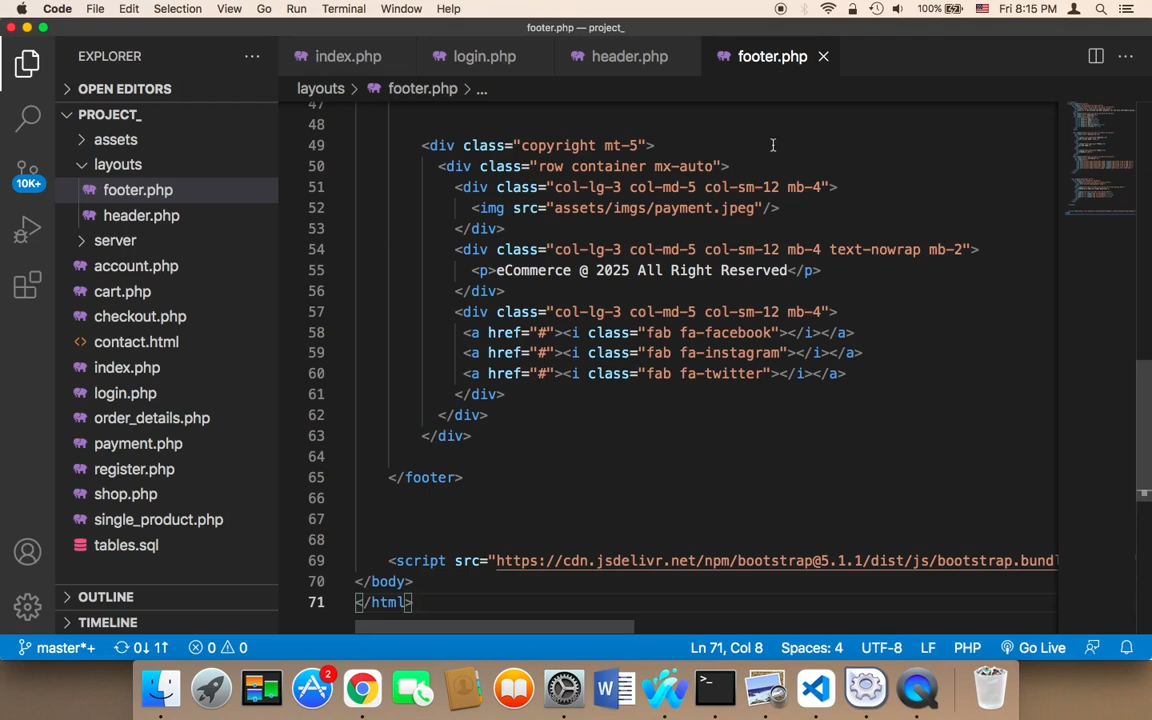 Code File Edit Selection View Go Run Terminal Window Help 100% Fri 8:15 PM
footer.php — project_
EXPLORER
index.php login.php header.php footer.php
OPEN EDITORS
layouts > footer.php > ...
PROJECT_
assets
layouts
footer.php
header.php
server
account.php
cart.php
checkout.php
contact.html
index.php
login.php
order_details.php
payment.php
register.php
shop.php
single_product.php
tables.sql
OUTLINE
TIMELINE
10K+
47
48
49 <div class="copyright mt-5">
50 <div class="row container mx-auto">
51 <div class="col-lg-3 col-md-5 col-sm-12 mb-4">
52 <img src="assets/imgs/payment.jpeg"/>
53 </div>
54 <div class="col-lg-3 col-md-5 col-sm-12 mb-4 text-nowrap mb-2">
55 <p>eCommerce @ 2025 All Right Reserved</p>
56 </div>
57 <div class="col-lg-3 col-md-5 col-sm-12 mb-4">
58 <a href="#"><i class="fab fa-facebook"></i></a>
59 <a href="#"><i class="fab fa-instagram"></i></a>
60 <a href="#"><i class="fab fa-twitter"></i></a>
61 </div>
62 </div>
63 </div>
64
65 </footer>
66
67
68
69 <script src="https://cdn.jsdelivr.net/npm/bootstrap@5.1.1/dist/js/bootstrap.bundl
70 </body>
71 </html>
master*+ 0↓ 1↑ 0 0 Ln 71, Col 8 Spaces: 4 UTF-8 LF PHP Go Live
2